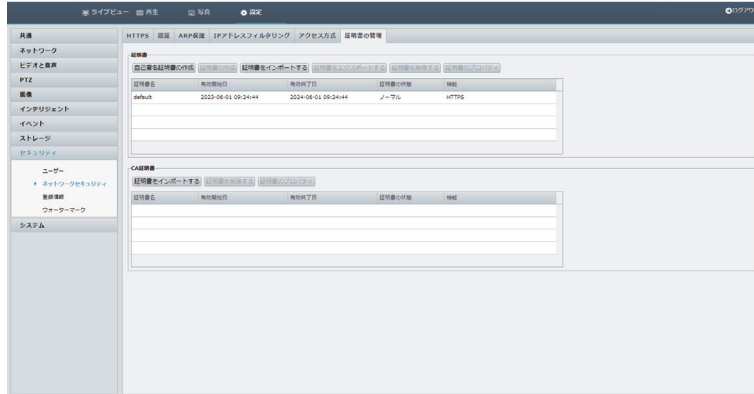 ライブビュー 再生 写真 設定 ログアウ
共通
ネットワーク
ビデオと音声
PTZ
画像
インテリジェント
イベント
ストレージ
セキュリティ
ユーザー
ネットワークセキュリティ
登録情報
ウォーターマーク
システム
HTTPS 認証 ARP保護 IPアドレスフィルタリング アクセス方式 証明書の管理
証明書
自己署名証明書の作成 証明書の作成 証明書をインポートする 証明書をエクスポートする 証明書を削除する 証明書のプロパティ
証明書名 有効開始日 有効終了日 証明書の状態 機能
default 2023-06-01 09:24:44 2024-06-01 09:24:44 ノーマル HTTPS
CA証明書
証明書をインポートする 証明書を削除する 証明書のプロパティ
証明書名 有効開始日 有効終了日 証明書の状態 機能